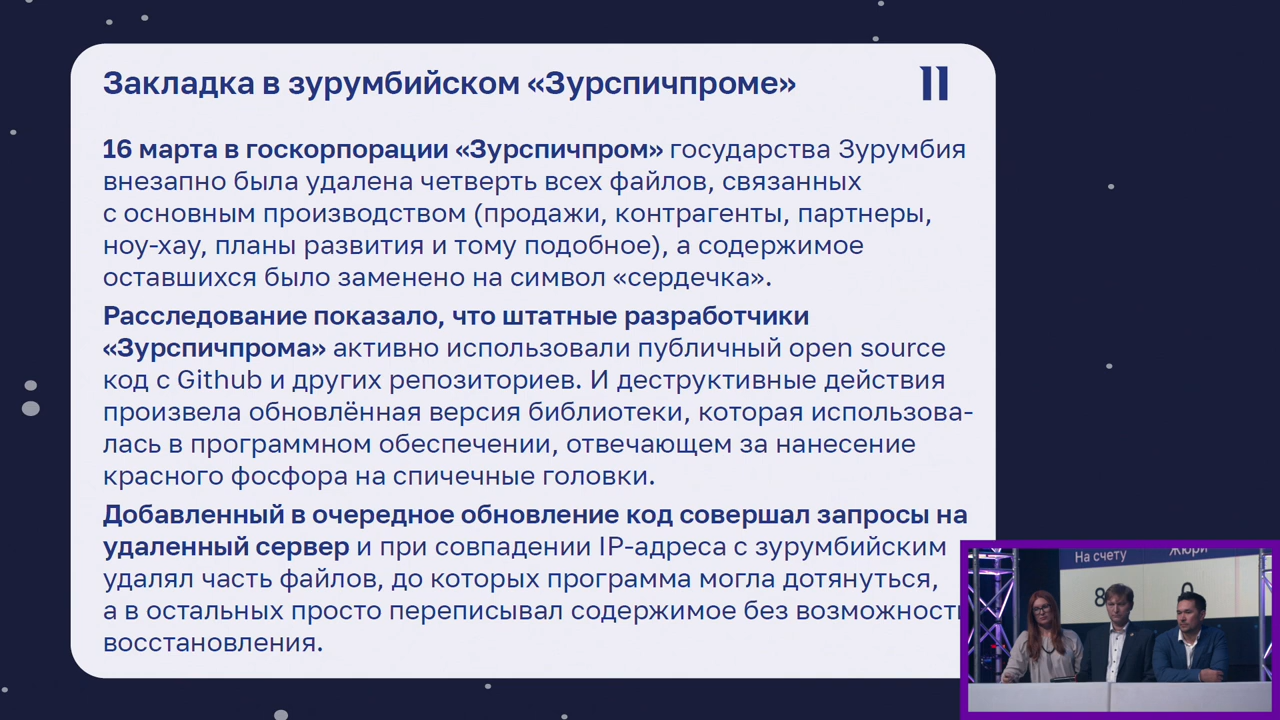 Закладка в зурумбийском «Зурспичпроме»
11
16 марта в госкорпорации «Зурспичпром» государства Зурумбия
внезапно была удалена четверть всех файлов, связанных
с основным производством (продажи, контрагенты, партнеры,
ноу-хау, планы развития и тому подобное), а содержимое
оставшихся было заменено на символ «сердечка».
Расследование показало, что штатные разработчики
«Зурспичпрома» активно использовали публичный open source
код с Github и других репозиториев. И деструктивные действия
произвела обновлённая версия библиотеки, которая использова-
лась в программном обеспечении, отвечающем за нанесение
красного фосфора на спичечные головки.
Добавленный в очередное обновление код совершал запросы на
удаленный сервер и при совпадении IP-адреса с зурумбийским
удалял часть файлов, до которых программа могла дотянуться,
а в остальных просто переписывал содержимое без возможност
восстановления.
На счету
Жюри
8